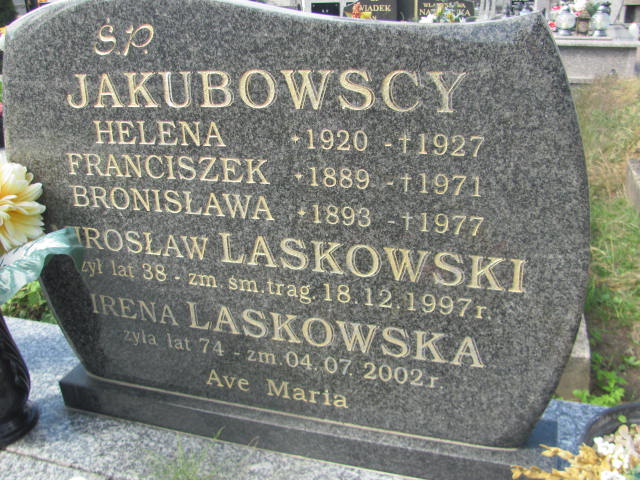 Ś.P.
JAKUBOWSCY
HELENA *1920 - †1927
FRANCISZEK *1889 - †1971
BRONISŁAWA *1893 - †1977
IROSŁAW LASKOWSKI
żył lat 38 - zm. śm. trag. 18.12.1997 r.
IRENA LASKOWSKA
żyła lat 74 - zm. 04.07.2002 r.
Ave Maria